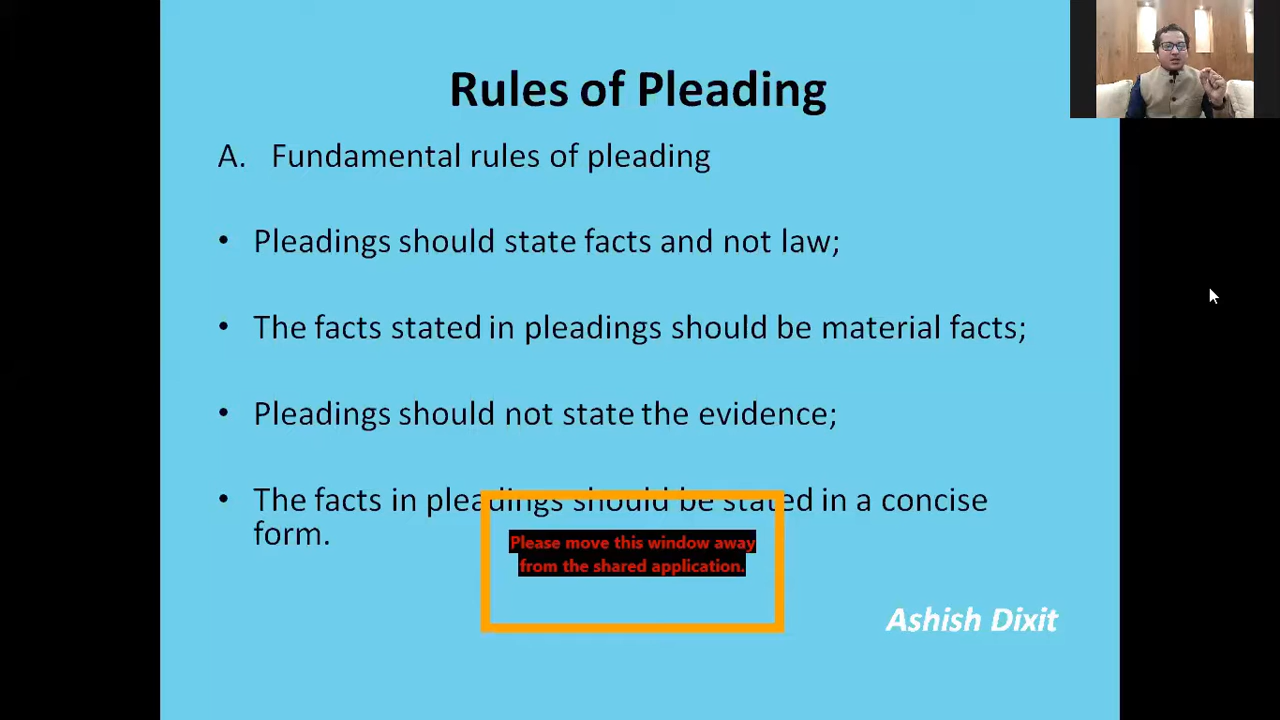 Rules of Pleading
A. Fundamental rules of pleading
• Pleadings should state facts and not law;
• The facts stated in pleadings should be material facts;
• Pleadings should not state the evidence;
• The facts in pleadings should be stated in a concise
form.
Please move this window away
from the shared application.
Ashish Dixit